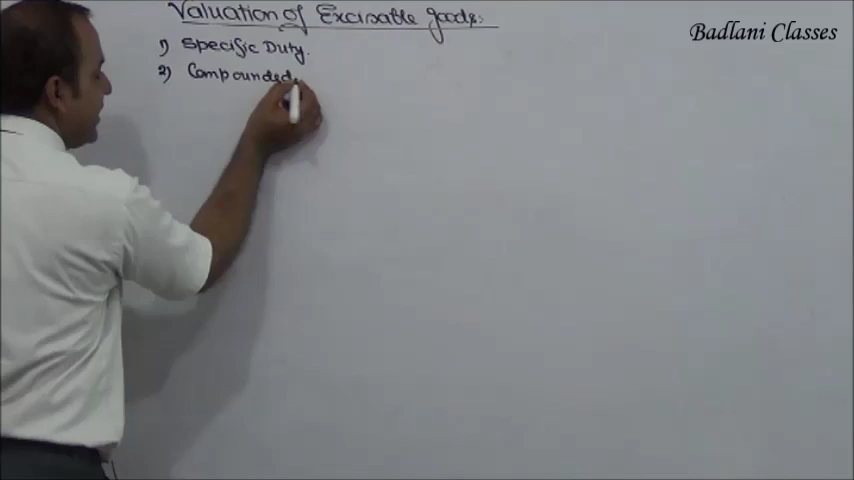 Valuation of Excisable goods:
Badlani Classes
1) Specific Duty.
2) Compounded